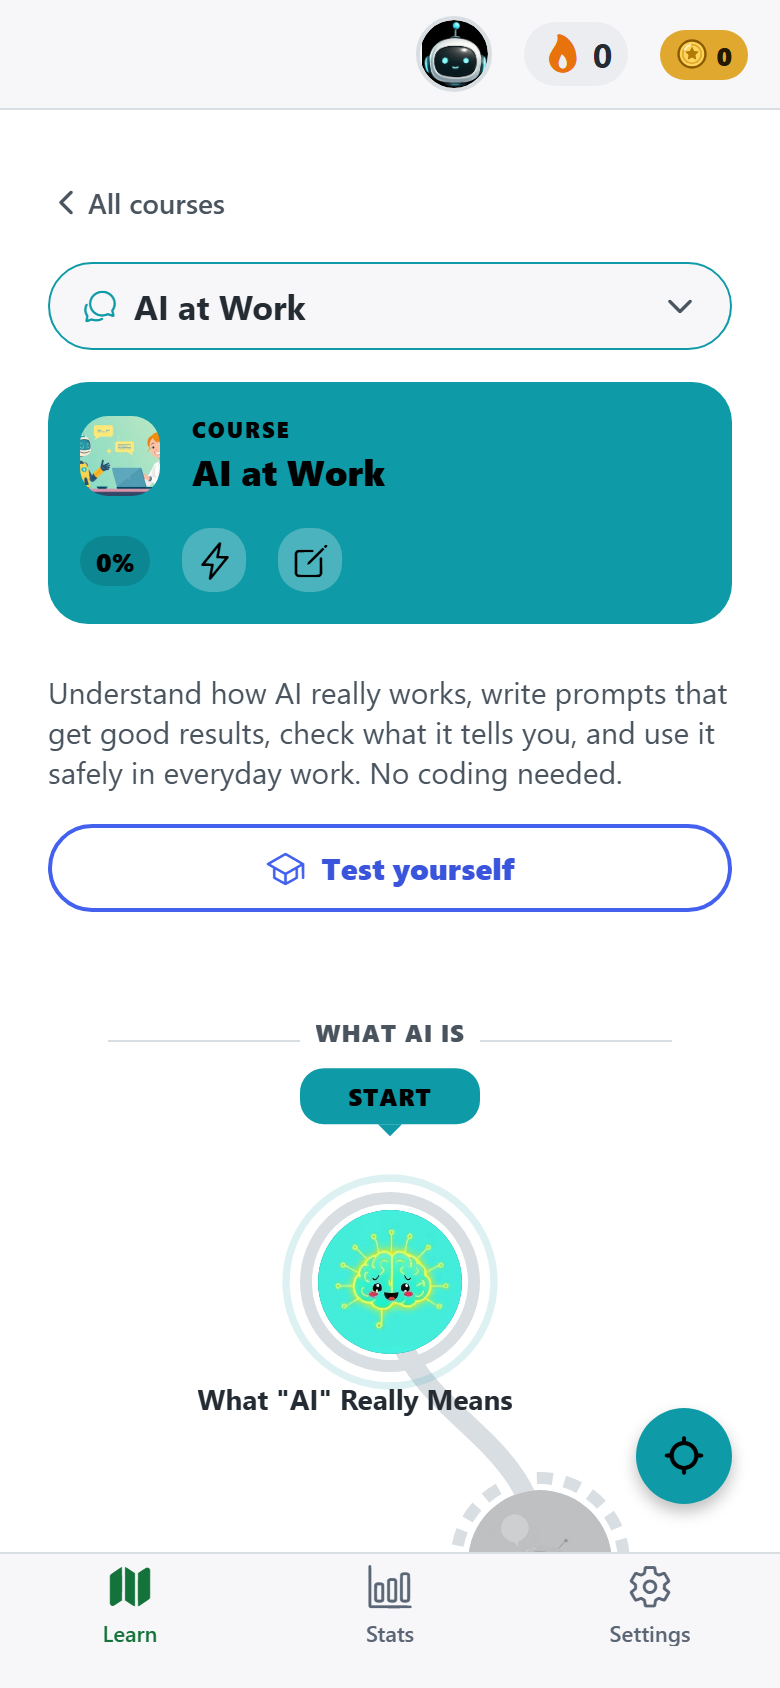 0
0
All courses
AI at Work
COURSE
AI at Work
0%
Understand how AI really works, write prompts that
get good results, check what it tells you, and use it
safely in everyday work. No coding needed.
Test yourself
WHAT AI IS
START
What "AI" Really Means
Learn
Stats
Settings